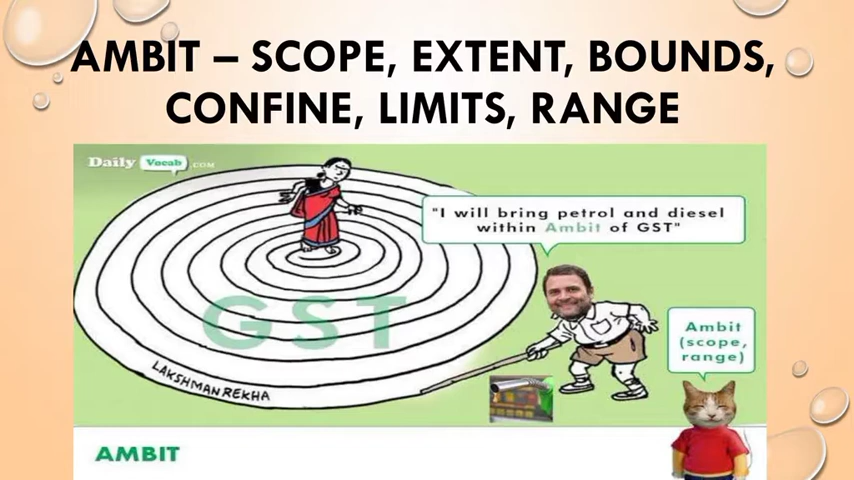 AMBIT – SCOPE, EXTENT, BOUNDS,
CONFINE, LIMITS, RANGE
Daily Vocab .COM
"I will bring petrol and diesel
within Ambit of GST"
GST
Ambit
(scope,
range)
LAKSHMAN REKHA
AMBIT